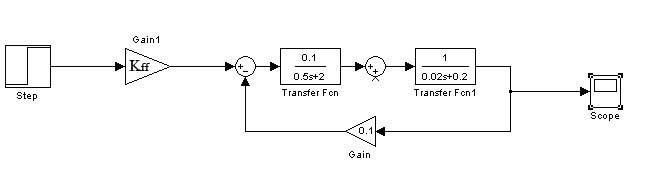 Gain1
Kff
Step
+
−
0.1
0.5s+2
Transfer Fcn
+
+
1
0.02s+0.2
Transfer Fcn1
Scope
0.1
Gain